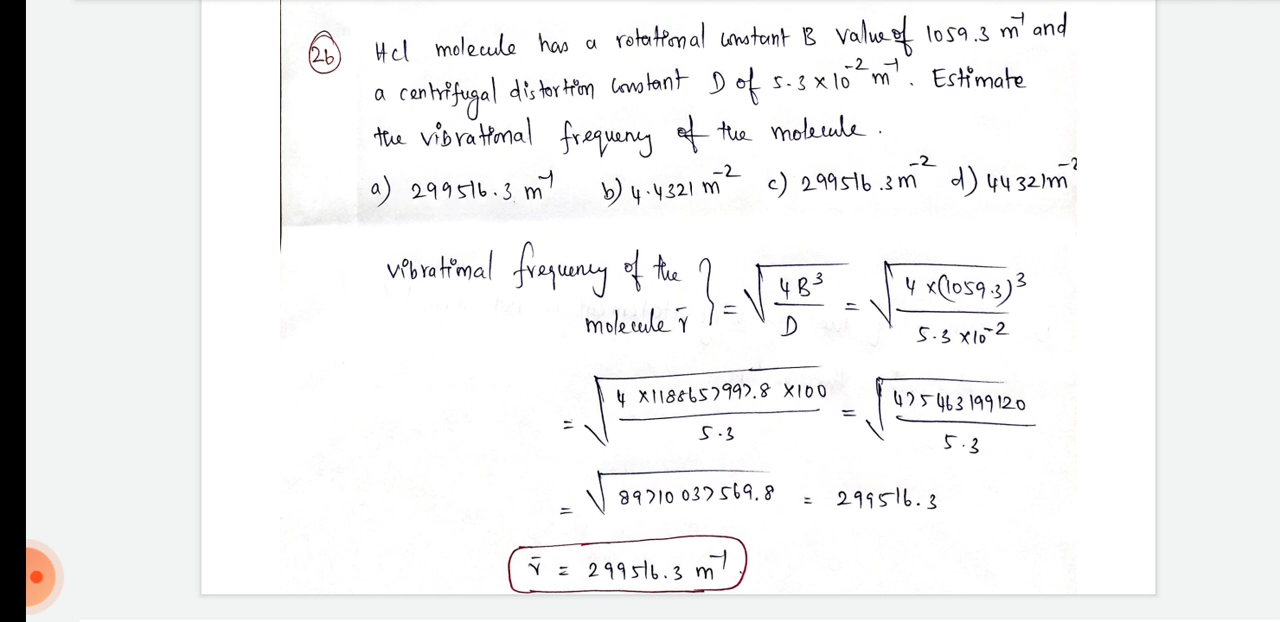 26 Hcl molecule has a rotational constant B value of 1059.3 m⁻¹ and
a centrifugal distortion constant D of 5.3 × 10⁻² m⁻¹. Estimate
the vibrational frequency of the molecule.
a) 299516.3 m⁻¹ b) 4.4321 m⁻² c) 299516.3 m⁻² d) 44321 m⁻²
vibrational frequency of the molecule ῡ } = √(4B³ / D) = √(4 × (1059.3)³ / 5.3 × 10⁻²)
= √(4 × 1188657997.8 × 100 / 5.3) = √(475463199120 / 5.3)
= √89710037569.8 = 299516.3
ῡ = 299516.3 m⁻¹.